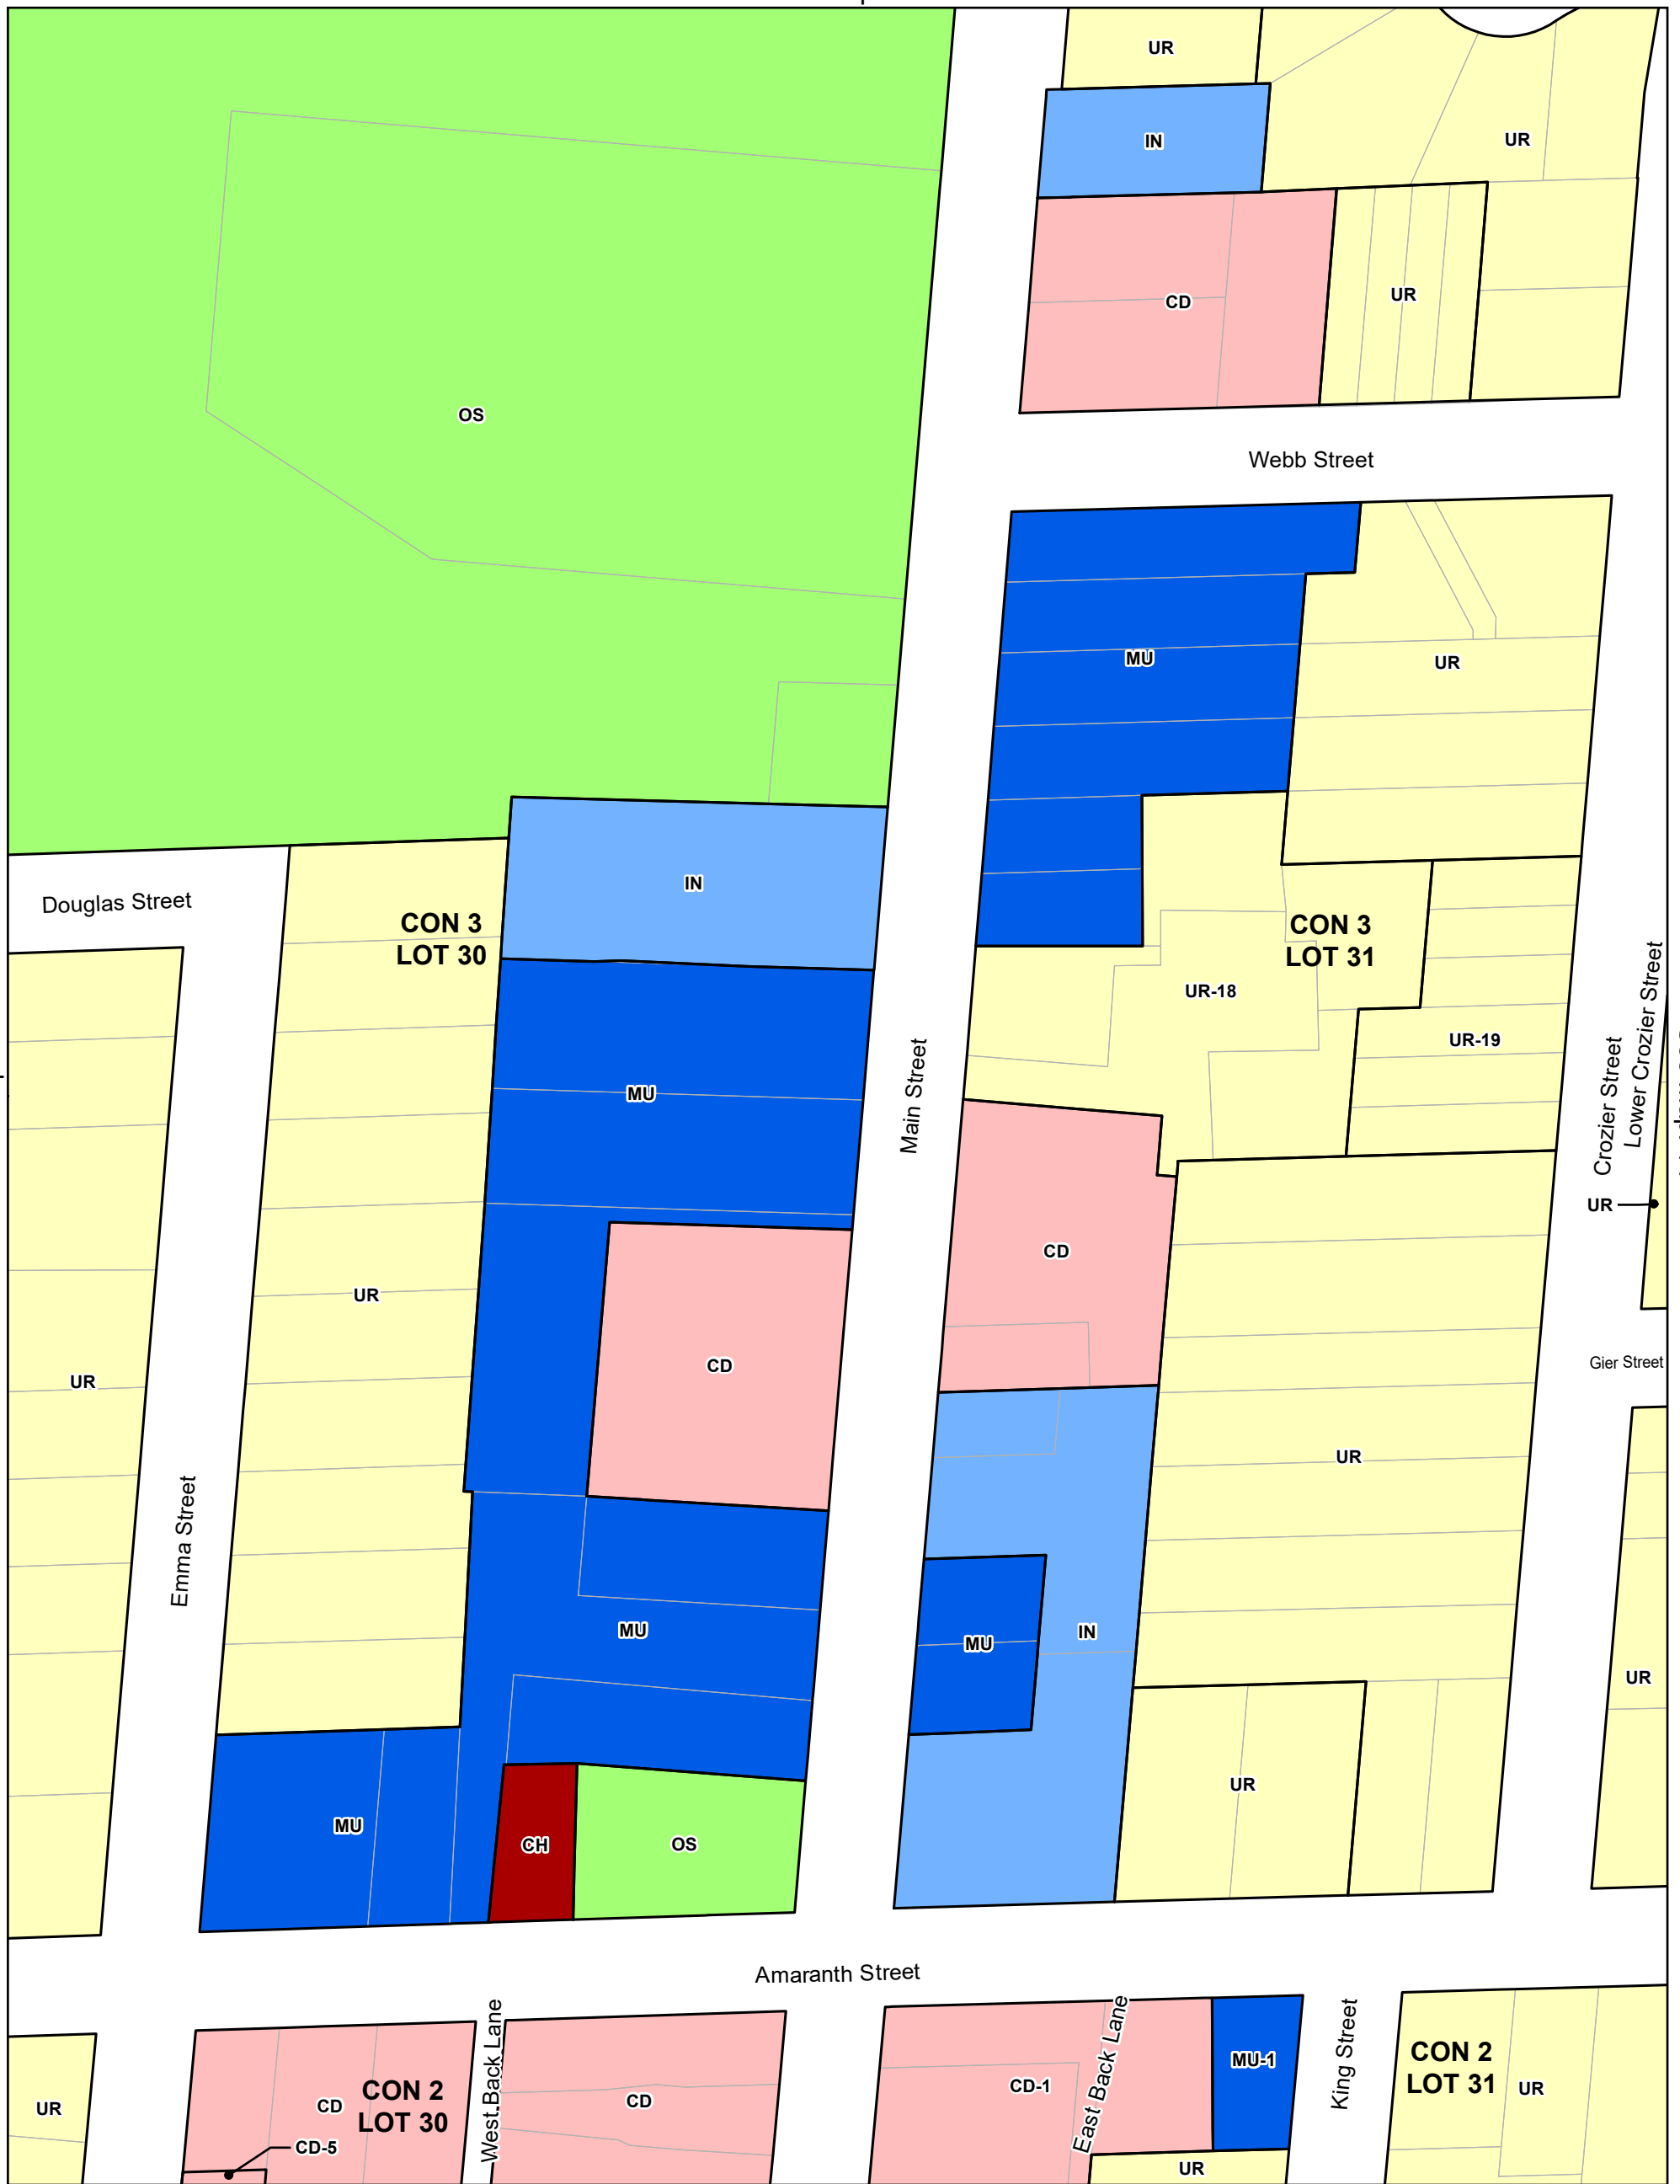 UR
IN
UR
CD
UR
OS
Webb Street
MU
UR
IN
Douglas Street
CON 3
LOT 30
CON 3
LOT 31
UR-18
UR-19
Main Street
MU
Crozier Street
Lower Crozier Street
UR
CD
UR
CD
UR
Gier Street
UR
Emma Street
MU
MU
IN
UR
UR
MU
CH
OS
Amaranth Street
West Back Lane
East Back Lane
King Street
CON 2
LOT 31
MU-1
CD-1
UR
CON 2
LOT 30
CD
CD
UR
CD-5
UR